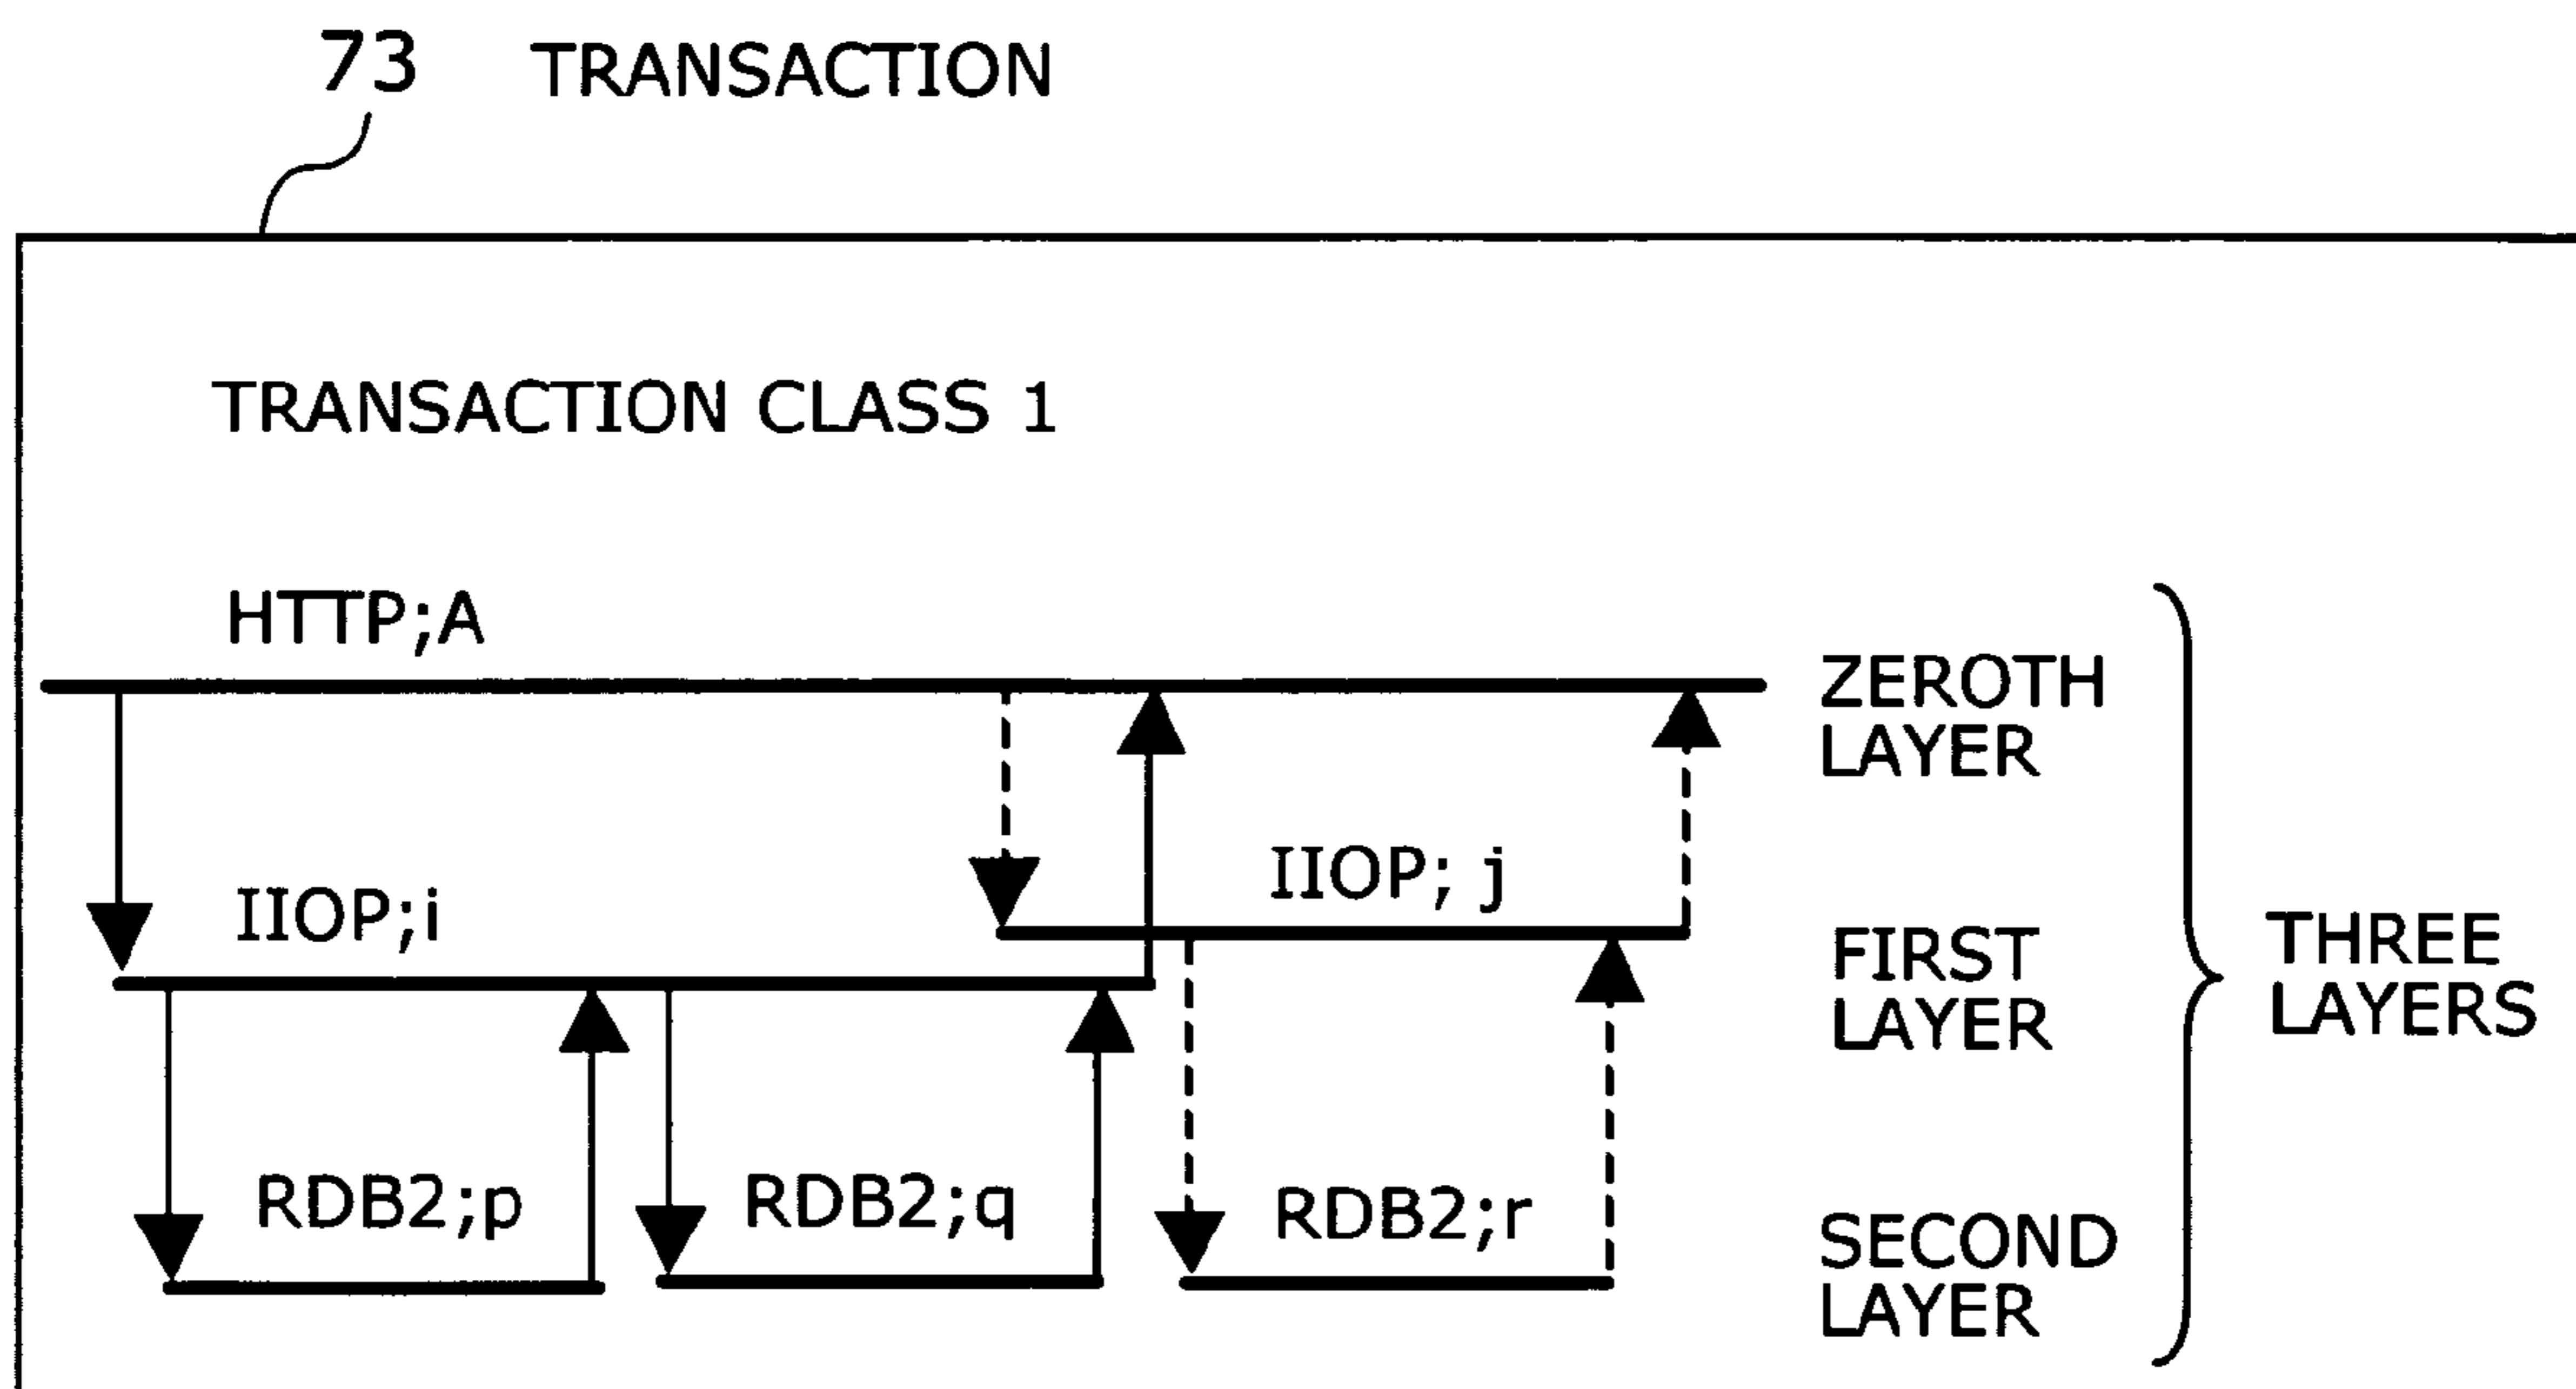 73 TRANSACTION
TRANSACTION CLASS 1
HTTP;A
ZEROTH
LAYER
IIOP; j
IIOP;i
FIRST
LAYER
THREE
LAYERS
RDB2;p
RDB2;q
RDB2;r
SECOND
LAYER